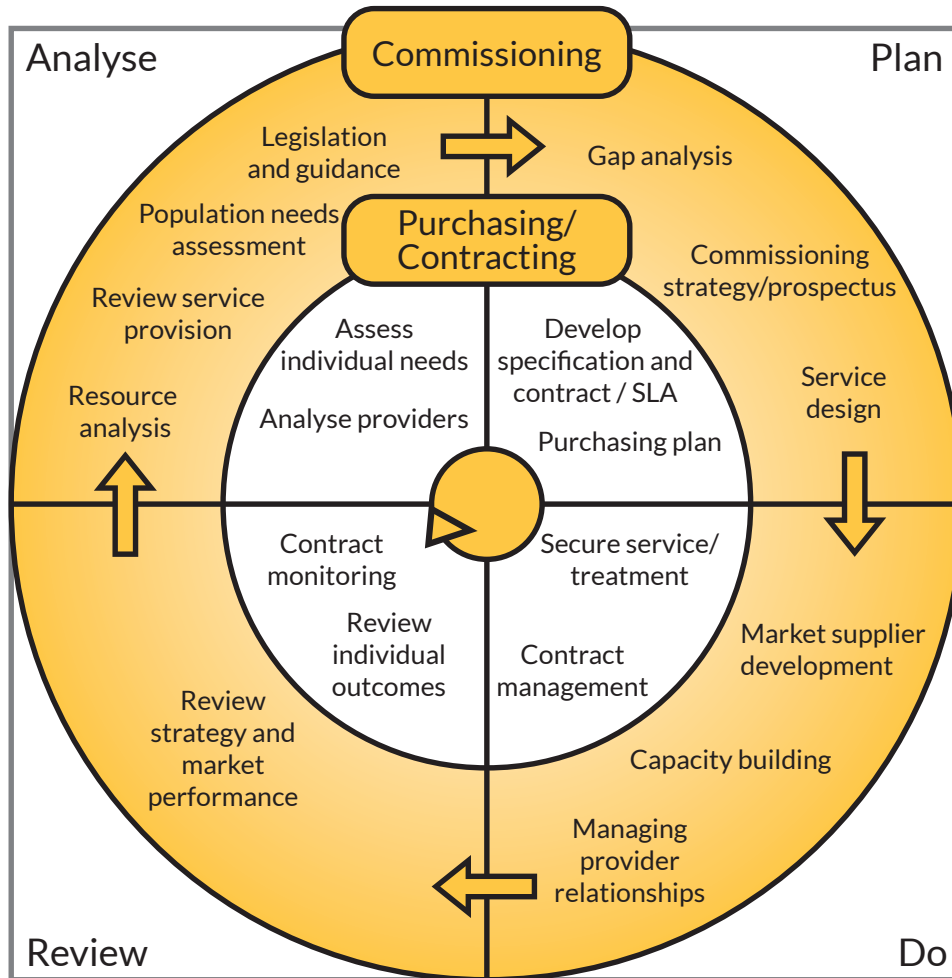 Analyse
Commissioning
Plan
Legislation
and guidance
Gap analysis
Population needs
assessment
Purchasing/
Contracting
Commissioning
strategy/prospectus
Review service
provision
Assess
individual needs
Develop
specification and
contract / SLA
Resource
analysis
Analyse providers
Purchasing plan
Service
design
Contract
monitoring
Secure service/
treatment
Review
individual
outcomes
Contract
management
Market supplier
development
Review
strategy and
market
performance
Capacity building
Managing
provider
relationships
Review
Do